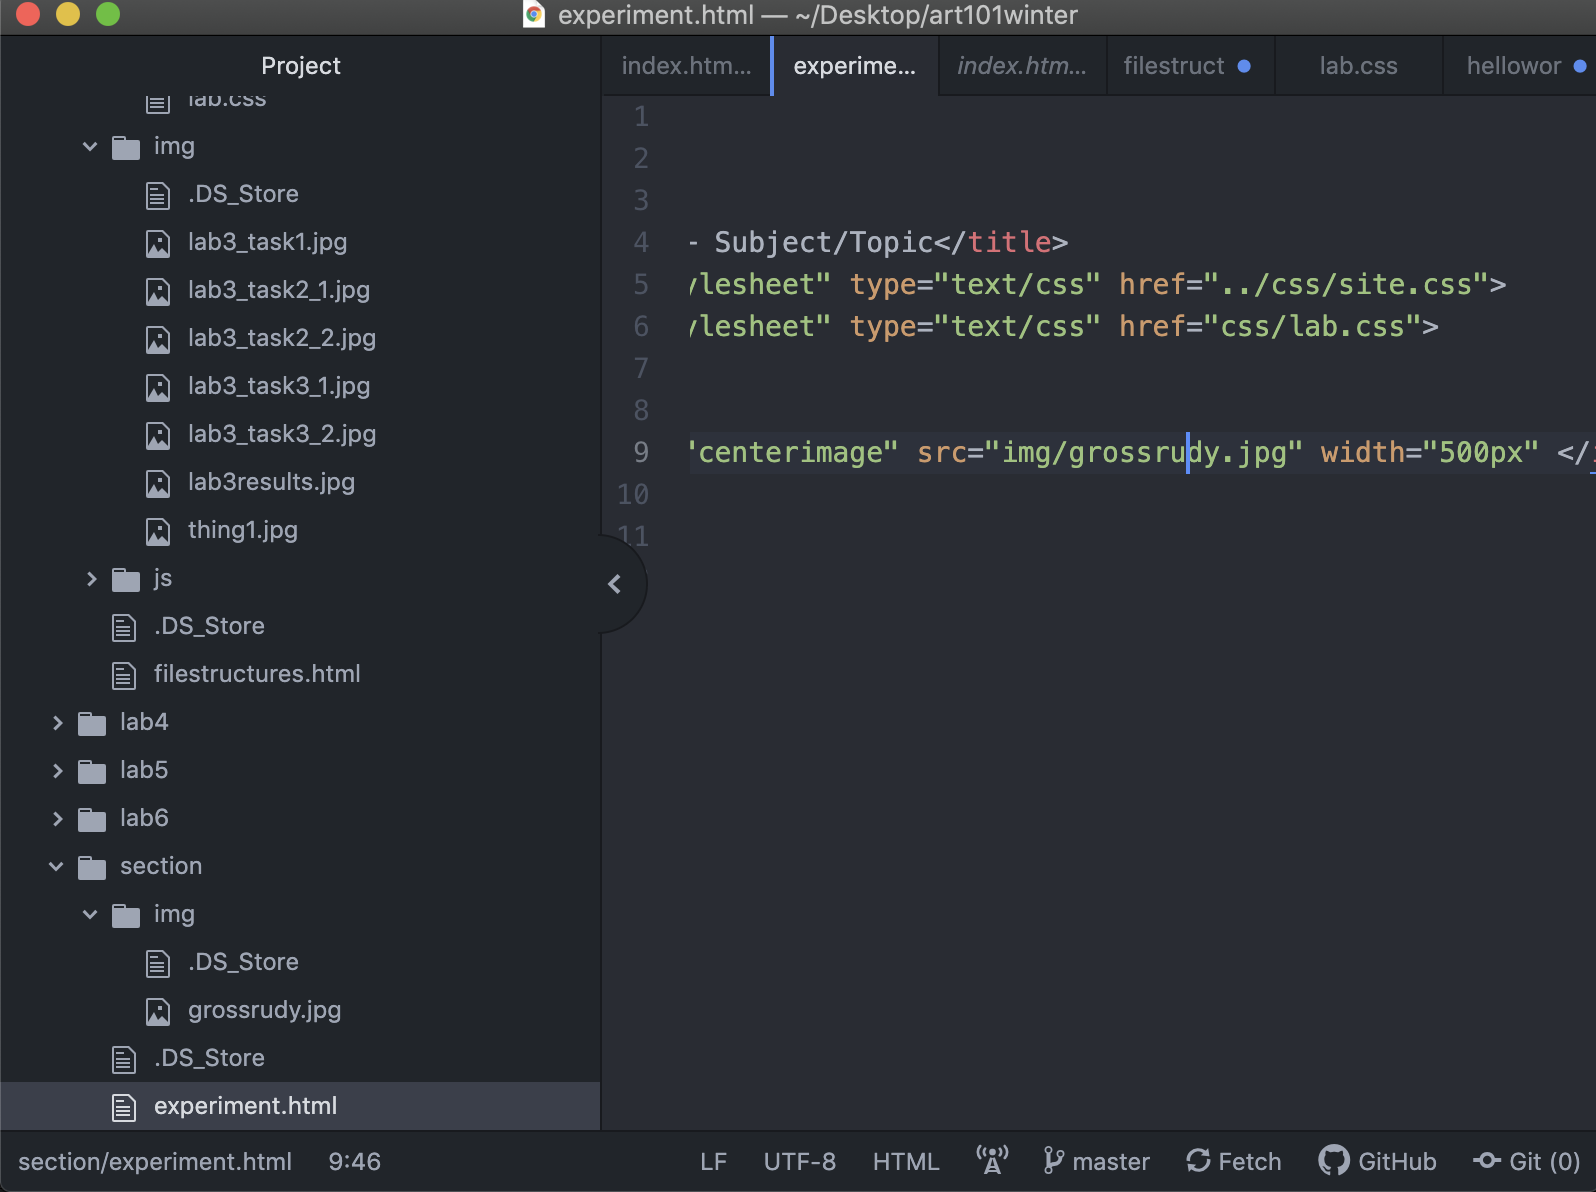 experiment.html — ~/Desktop/art101winter
Project
index.htm... experime... index.htm... filestruct lab.css hellowor
lab.css
img
.DS_Store
lab3_task1.jpg
lab3_task2_1.jpg
lab3_task2_2.jpg
lab3_task3_1.jpg
lab3_task3_2.jpg
lab3results.jpg
thing1.jpg
js
.DS_Store
filestructures.html
lab4
lab5
lab6
section
img
.DS_Store
grossrudy.jpg
.DS_Store
experiment.html
1
2
3
4 - Subject/Topic</title>
5 ylesheet" type="text/css" href="../css/site.css">
6 ylesheet" type="text/css" href="css/lab.css">
7
8
9 "centerimage" src="img/grossrudy.jpg" width="500px" </
10
11
section/experiment.html 9:46 LF UTF-8 HTML master Fetch GitHub Git (0)